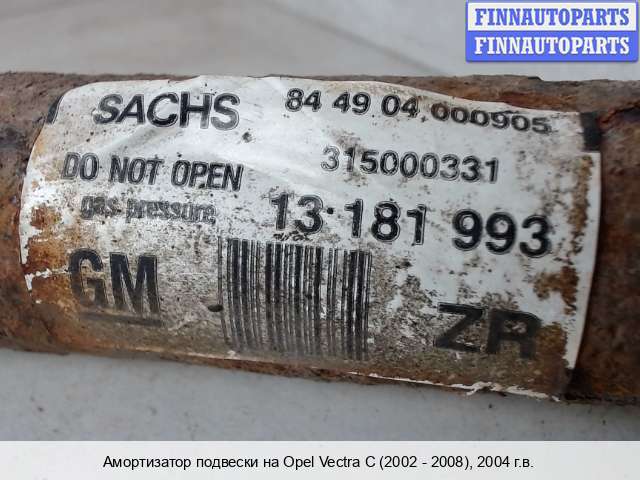 FINNAUTOPARTS
FINNAUTOPARTS
SACHS 84 49 04 000905
DO NOT OPEN 315000331
gas pressure 13 181 993
GM
ZR
Амортизатор подвески на Opel Vectra C (2002 - 2008), 2004 г.в.